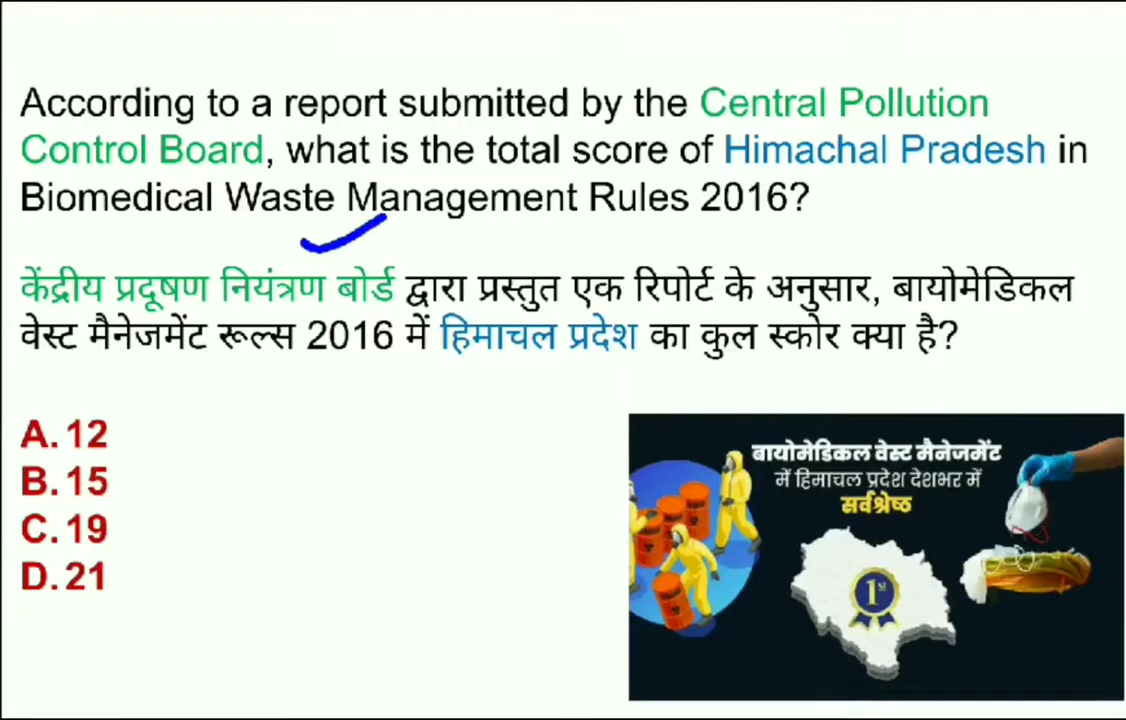 According to a report submitted by the Central Pollution
Control Board, what is the total score of Himachal Pradesh in
Biomedical Waste Management Rules 2016?
केंद्रीय प्रदूषण नियंत्रण बोर्ड द्वारा प्रस्तुत एक रिपोर्ट के अनुसार, बायोमेडिकल
वेस्ट मैनेजमेंट रूल्स 2016 में हिमाचल प्रदेश का कुल स्कोर क्या है?
A. 12
B. 15
C. 19
D. 21
बायोमेडिकल वेस्ट मैनेजमेंट
में हिमाचल प्रदेश देशभर में
सर्वश्रेष्ठ
1st